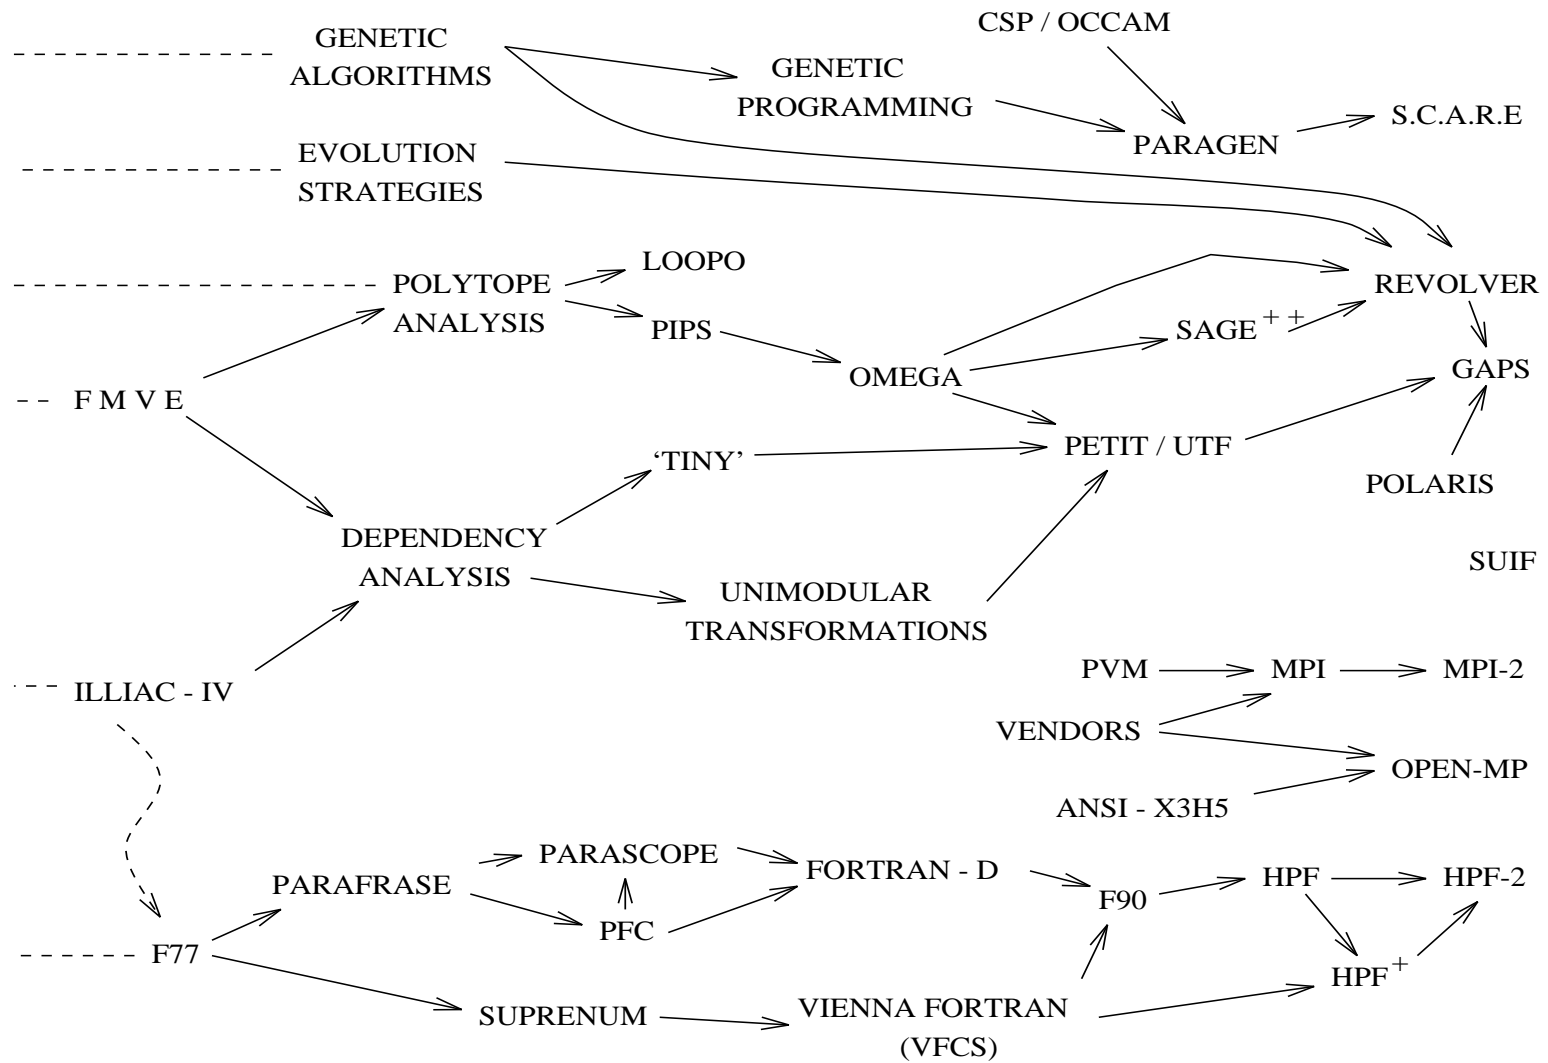 CSP / OCCAM
GENETIC
ALGORITHMS
GENETIC
PROGRAMMING
S.C.A.R.E
PARAGEN
EVOLUTION
STRATEGIES
LOOPO
POLYTOPE
ANALYSIS
REVOLVER
PIPS
SAGE ++
OMEGA
GAPS
F M V E
'TINY'
PETIT / UTF
POLARIS
DEPENDENCY
ANALYSIS
SUIF
UNIMODULAR
TRANSFORMATIONS
PVM
MPI
MPI-2
ILLIAC - IV
VENDORS
OPEN-MP
ANSI - X3H5
PARASCOPE
FORTRAN - D
PARAFRASE
HPF
HPF-2
F90
PFC
F77
HPF+
SUPRENUM
VIENNA FORTRAN
(VFCS)